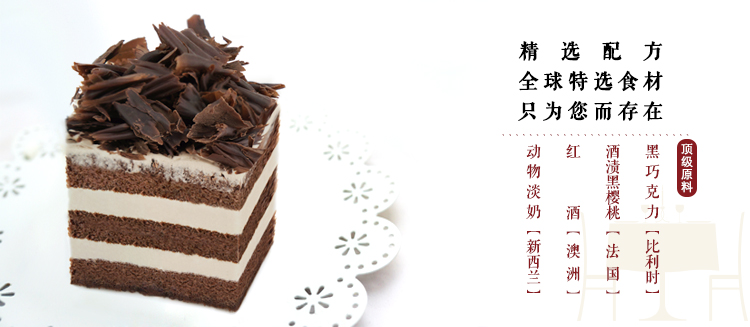 精选配方
全球特选食材
只为您而存在
顶级原料
黑巧克力【比利时】
酒渍黑樱桃【法国】
红酒【澳洲】
动物淡奶【新西兰】